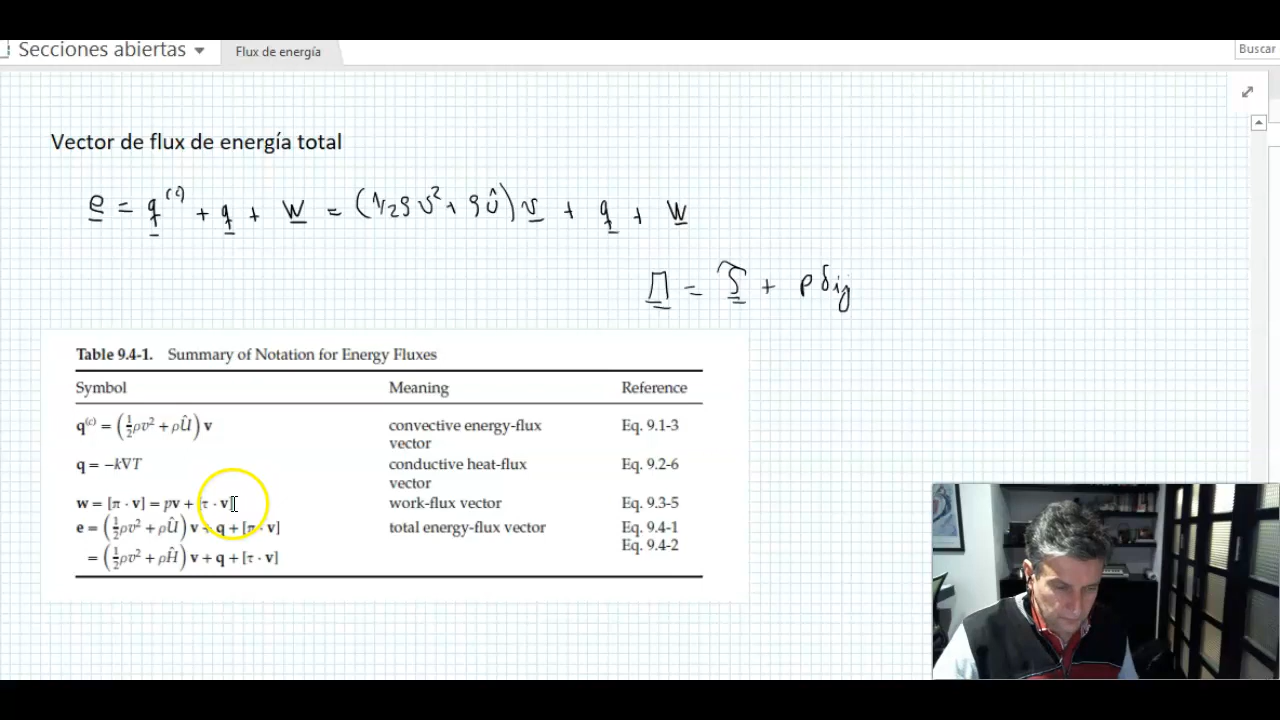 Secciones abiertas
Flux de energía
Buscar
Vector de flux de energía total
e = q^(c) + q + w = (1/2 ρ v² + ρ Û) v + q + w
π = τ + p δij
Table 9.4-1. Summary of Notation for Energy Fluxes
Symbol Meaning Reference
q^(c) = (½ρv² + ρÛ) v convective energy-flux vector Eq. 9.1-3
q = −k∇T conductive heat-flux vector Eq. 9.2-6
w = [π · v] = pv + [τ · v] work-flux vector Eq. 9.3-5
e = (½ρv² + ρÛ) v + q + [π · v] total energy-flux vector Eq. 9.4-1
= (½ρv² + ρĤ) v + q + [τ · v] Eq. 9.4-2